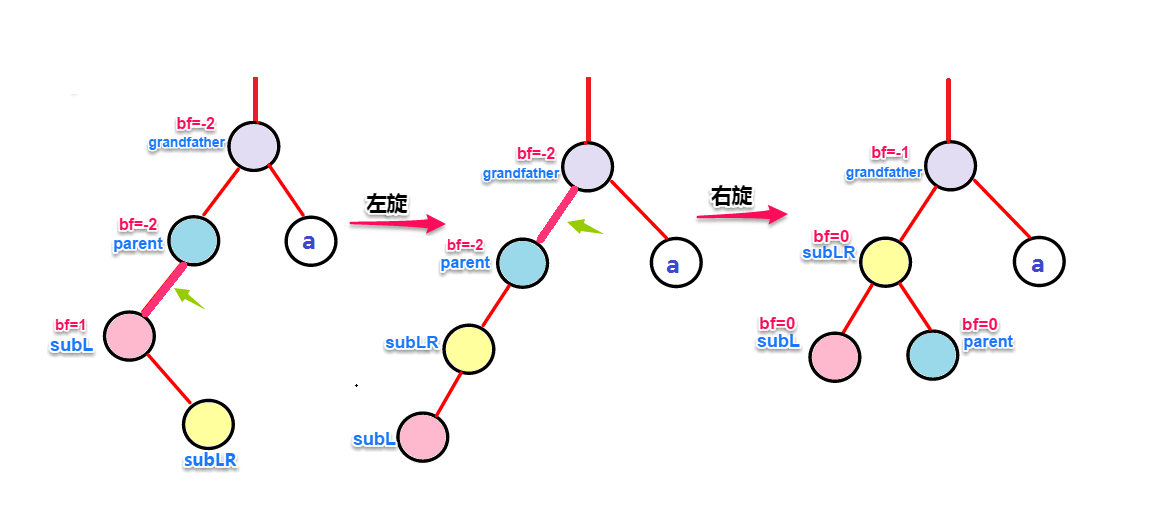 bf=-2
grandfather
bf=-2
parent
a
bf=1
subL
subLR
左旋
bf=-2
grandfather
bf=-2
parent
a
subLR
subL
右旋
bf=-1
grandfather
bf=0
subLR
a
bf=0
subL
bf=0
parent